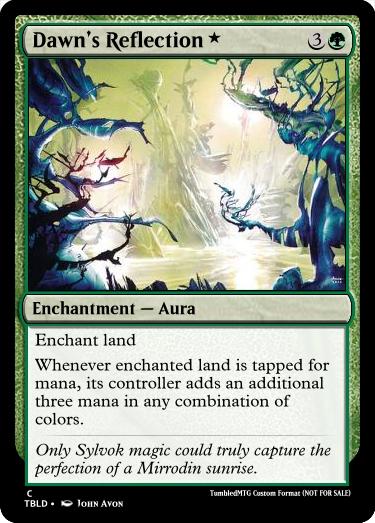 Dawn's Reflection ★ 3
Enchantment — Aura
Enchant land
Whenever enchanted land is tapped for
mana, its controller adds an additional
three mana in any combination of
colors.
Only Sylvok magic could truly capture the
perfection of a Mirrodin sunrise.
C
TBLD • John Avon
TumbledMTG Custom Format (NOT FOR SALE)